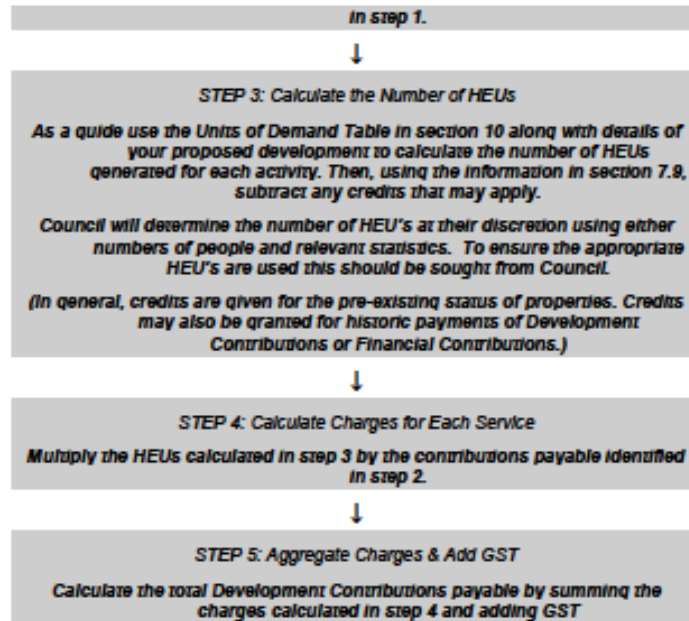 in step 1.
↓
STEP 3: Calculate the Number of HEUs
As a guide use the Units of Demand Table in section 10 along with details of
your proposed development to calculate the number of HEUs
generated for each activity. Then, using the information in section 7.9,
subtract any credits that may apply.
Council will determine the number of HEU's at their discretion using either
numbers of people and relevant statistics. To ensure the appropriate
HEU's are used this should be sought from Council.
(In general, credits are given for the pre-existing status of properties. Credits
may also be granted for historic payments of Development
Contributions or Financial Contributions.)
↓
STEP 4: Calculate Charges for Each Service
Multiply the HEUs calculated in step 3 by the contributions payable identified
in step 2.
↓
STEP 5: Aggregate Charges & Add GST
Calculate the total Development Contributions payable by summing the
charges calculated in step 4 and adding GST